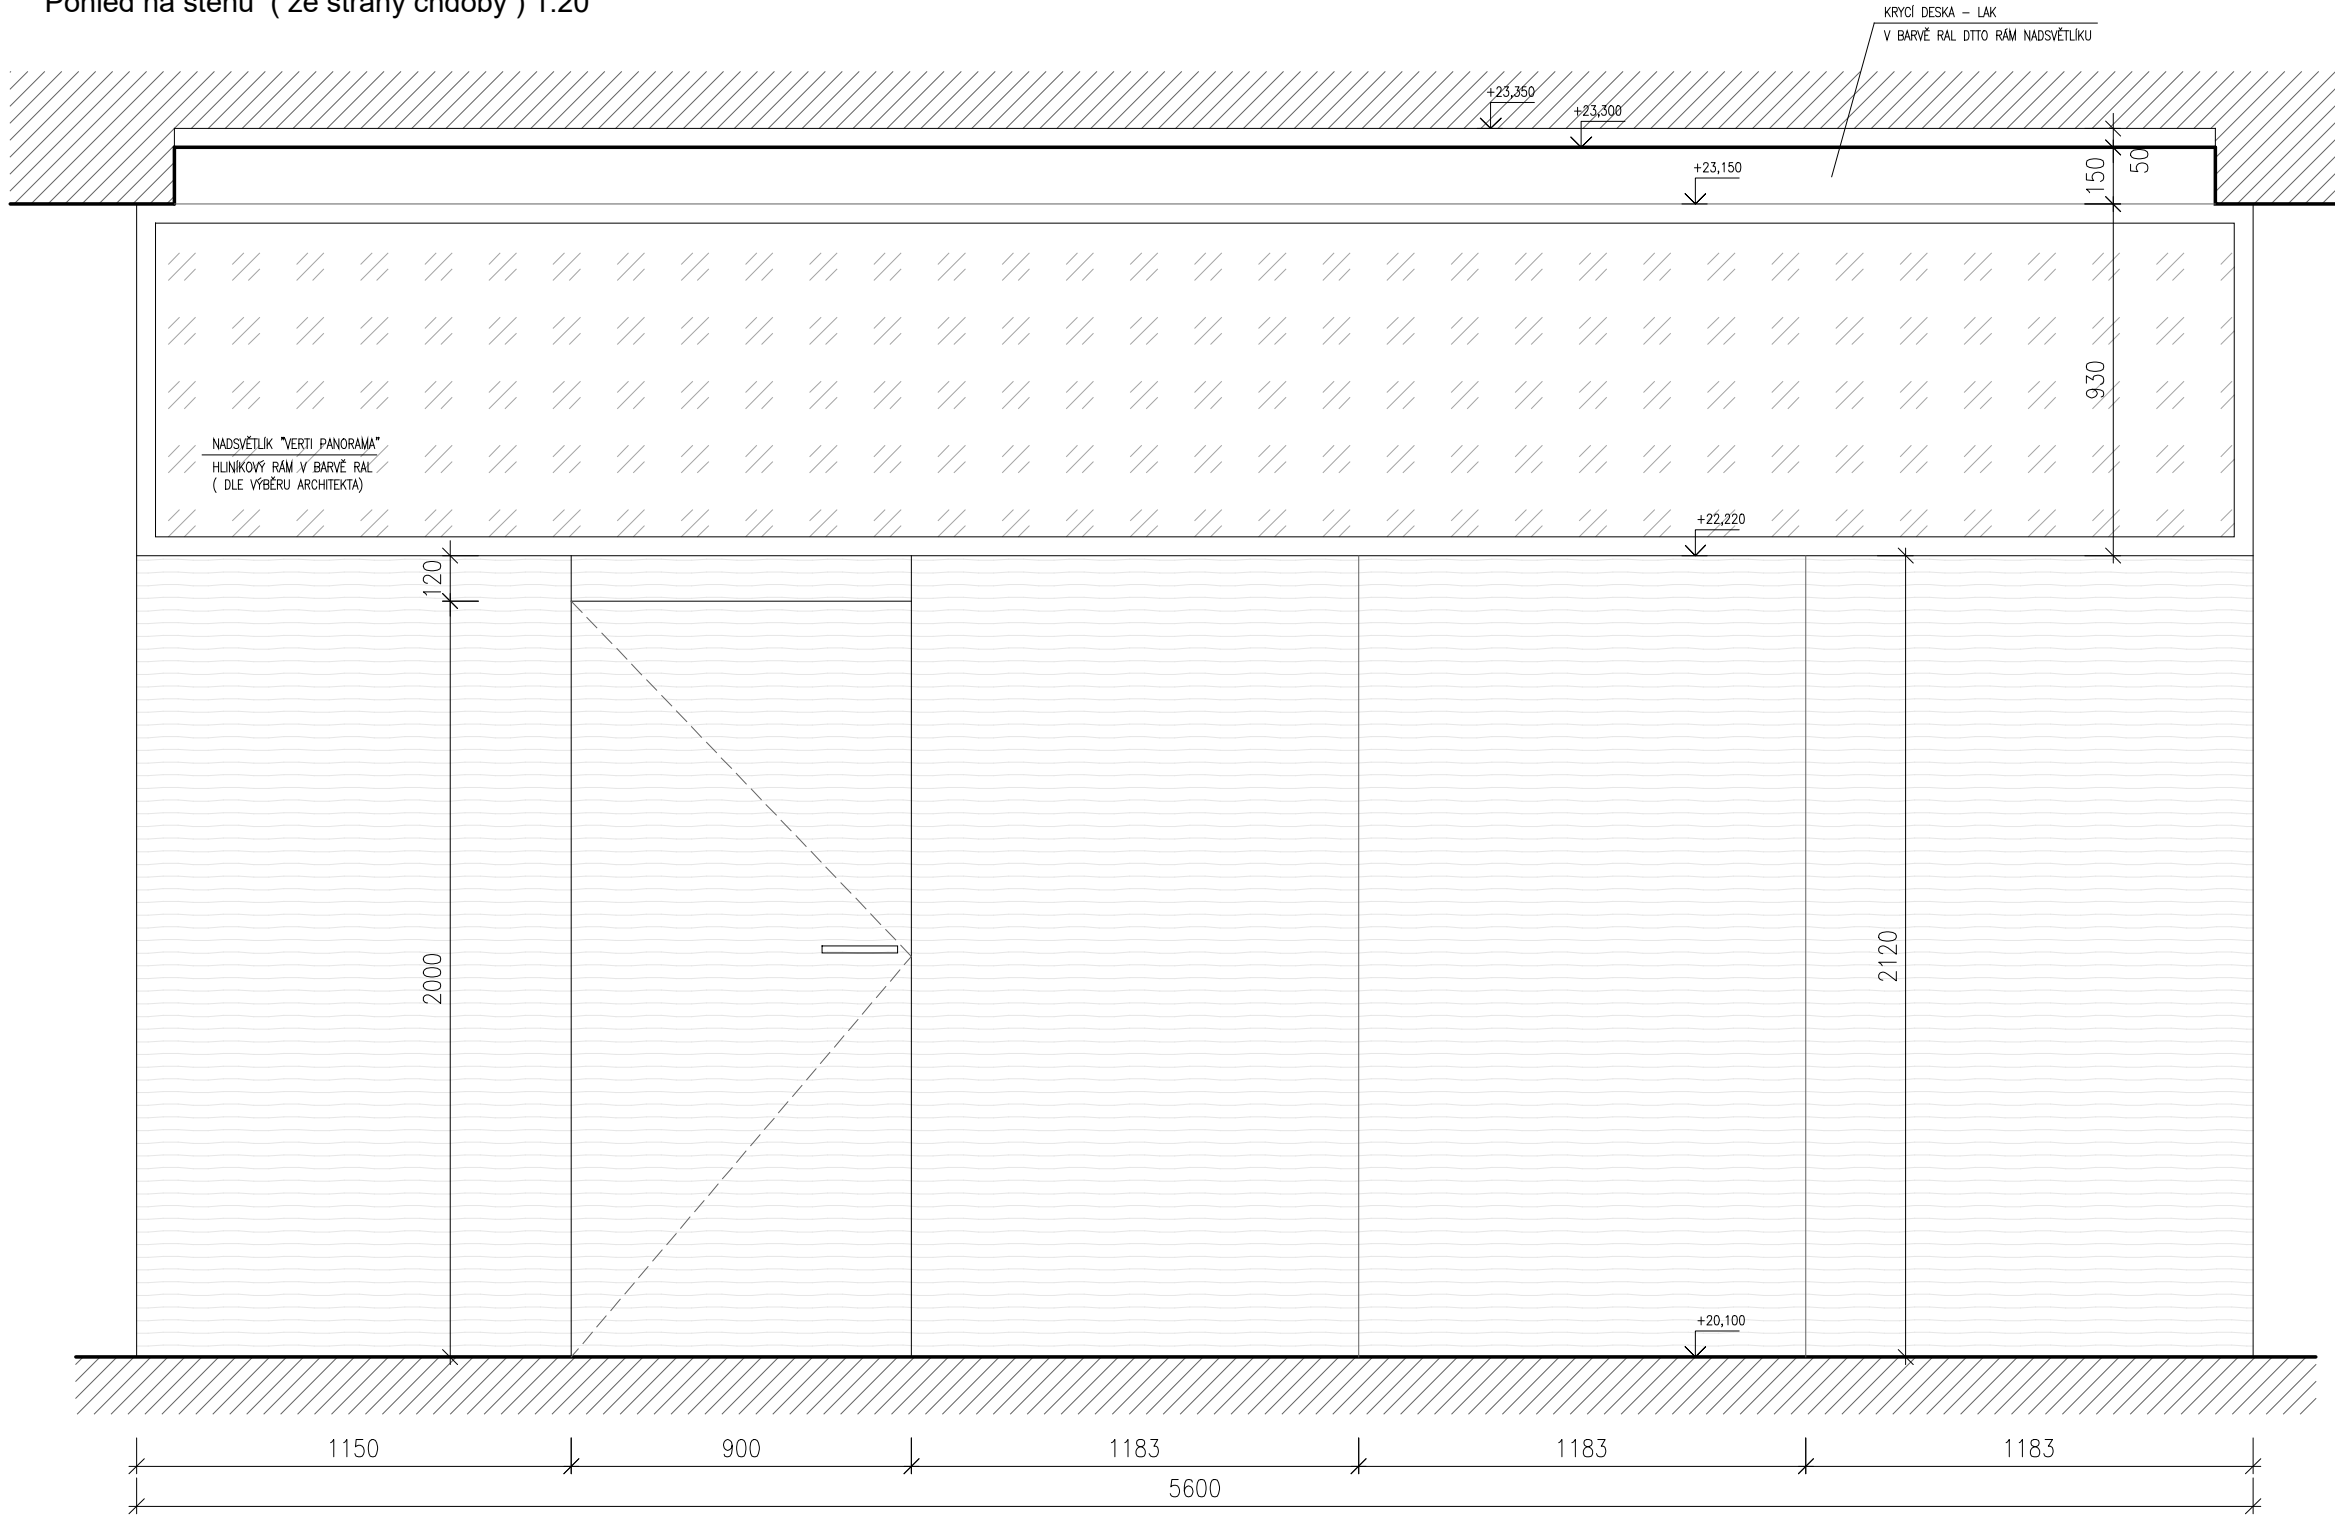 Pohled na stěnu ( ze strany chdoby ) 1:20
KRYCÍ DESKA – LAK
V BARVĚ RAL DTTO RÁM NADSVĚTLÍKU
+23,350
+23,300
+23,150
150
50
930
NADSVĚTLÍK "VERTI PANORAMA"
HLINÍKOVÝ RÁM V BARVĚ RAL
( DLE VÝBĚRU ARCHITEKTA)
+22,220
120
2000
2120
+20,100
1150 900 1183 1183 1183
5600